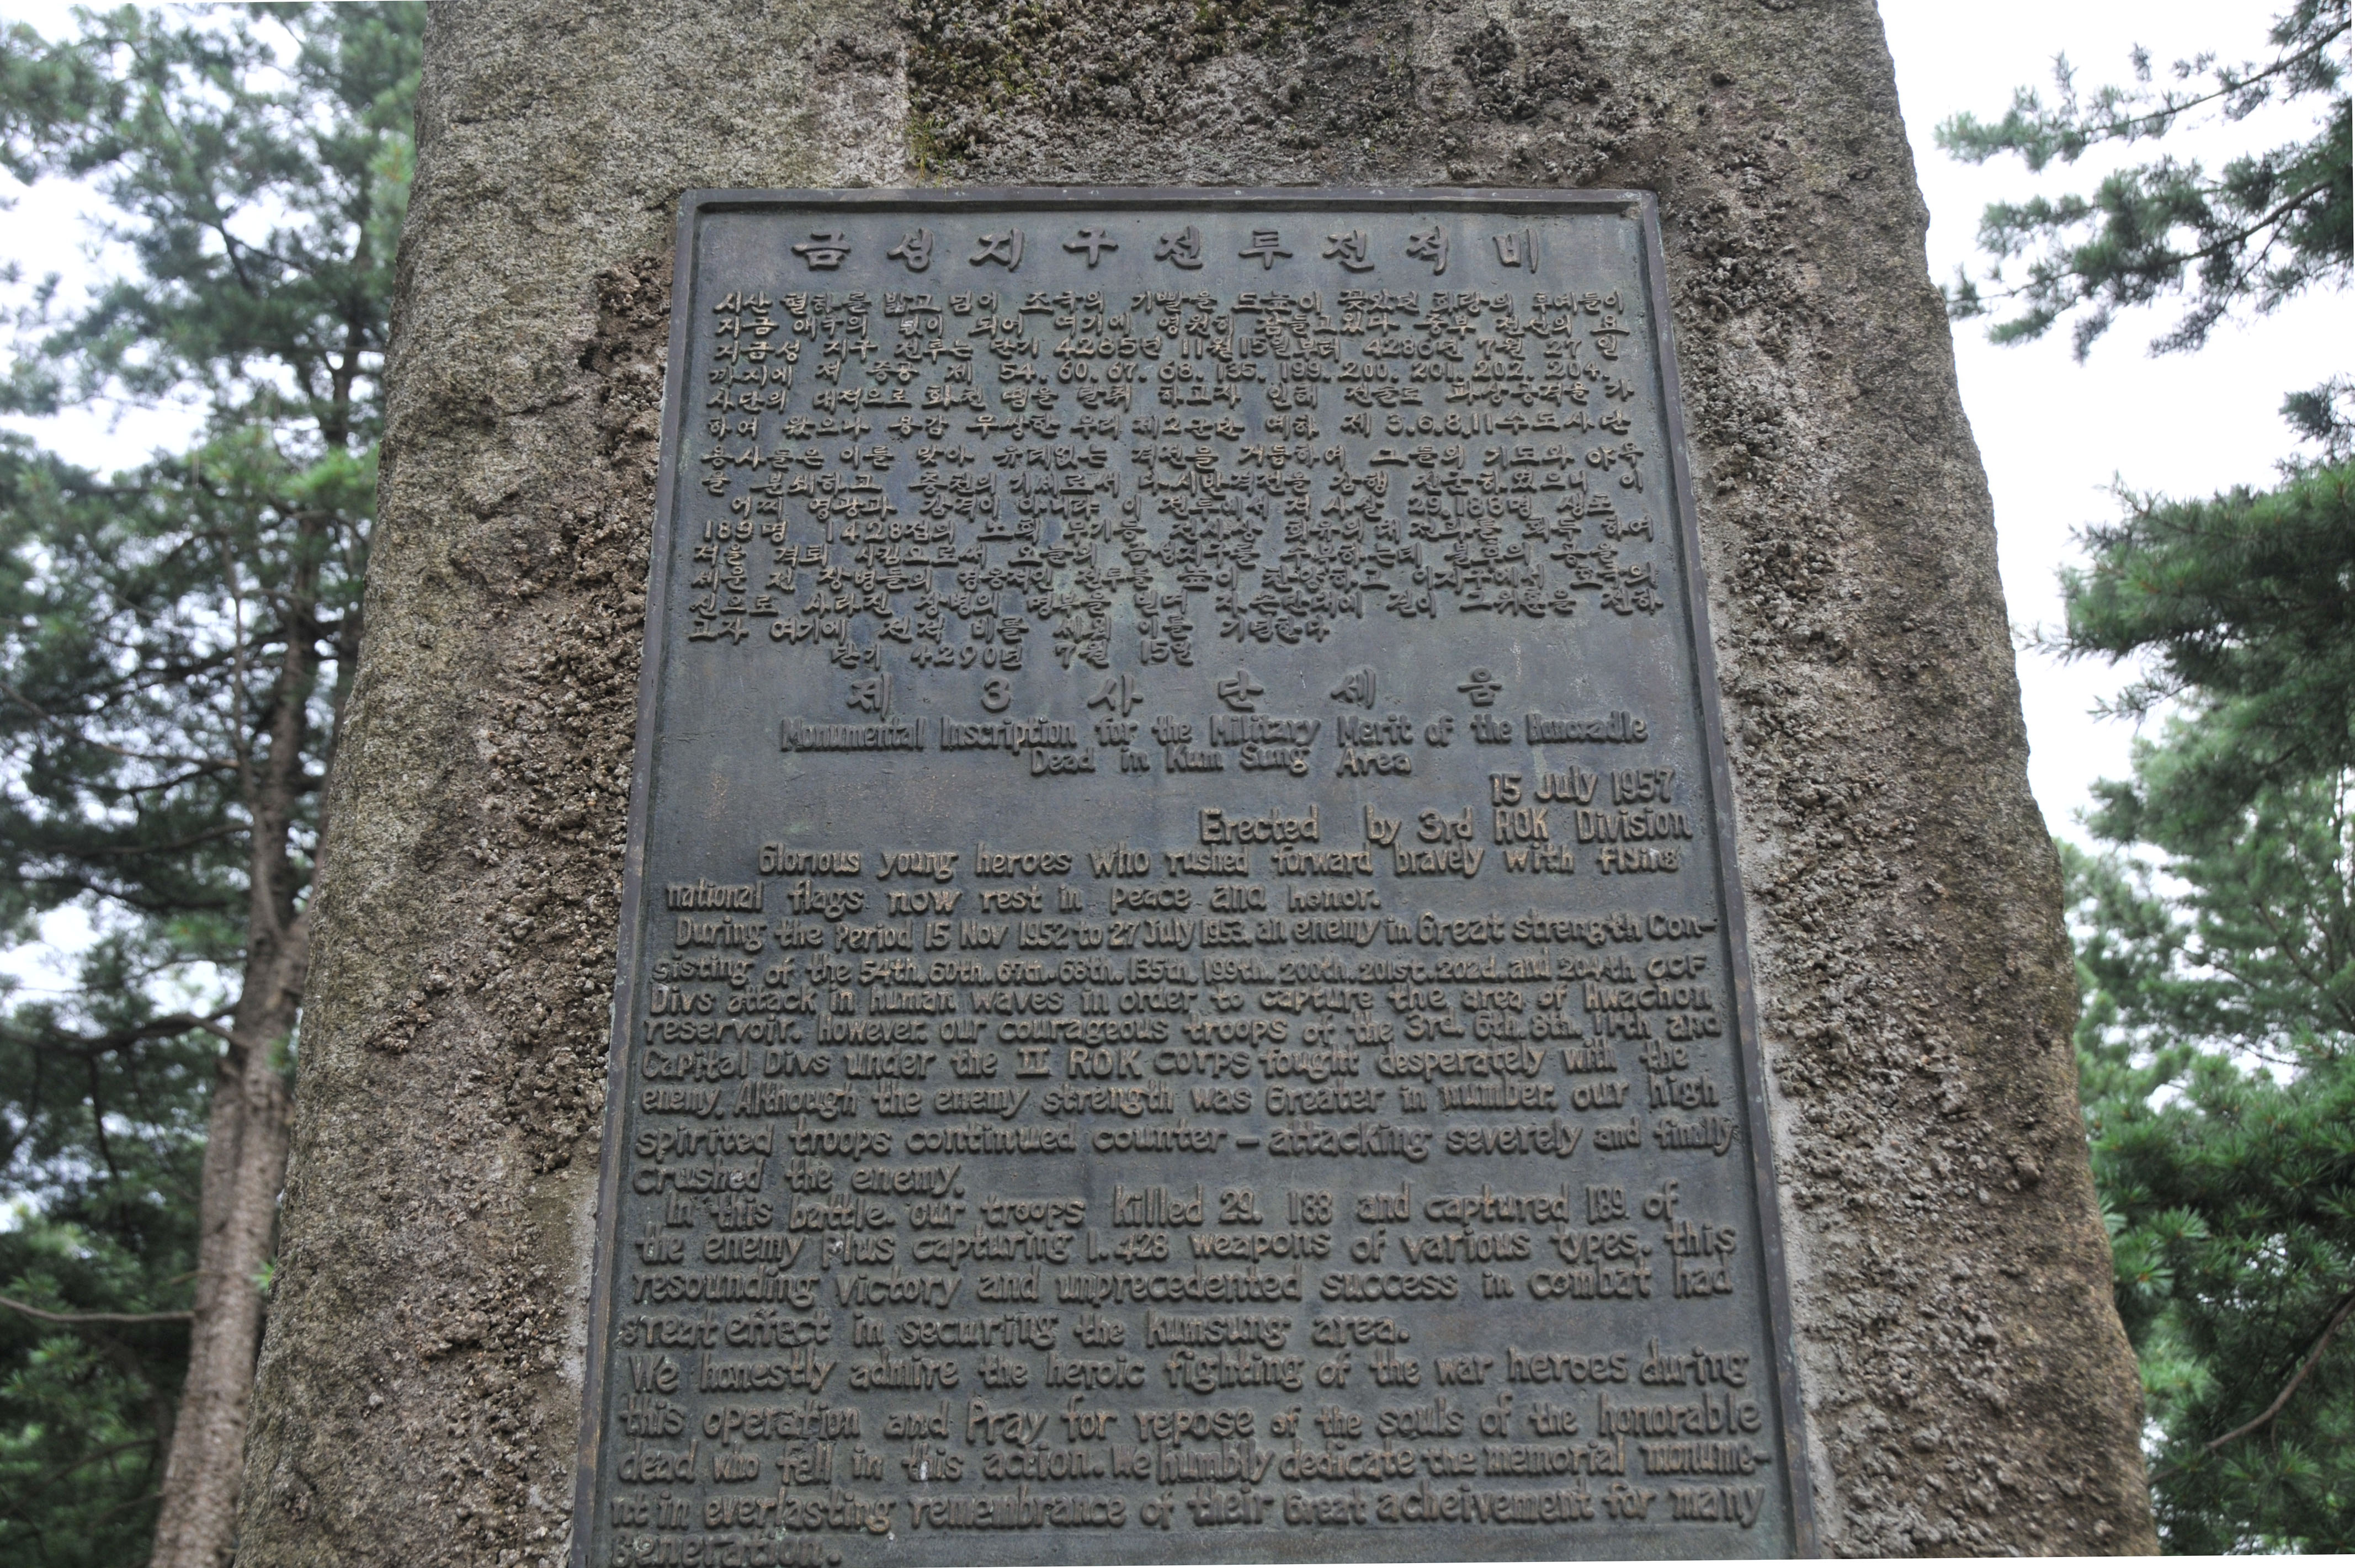 금성지구전투전적비
시산 혈하를 밟고 넘어 조국의 기빨을 드높이 꽂았던 화랑의 후예들이
지금 애국의 넋이 되어 여기에 영원히 잠들고있다 중부 전선의 요
지금성 지구 전투는 단기 4285년 11월15일부터 4286년 7월 27일
까지에 적 중공 제 54. 60. 67. 68. 135. 199. 200. 201. 202. 204.
사단의 대적으로 화천 땜을 탈취 하고자 인해 전술로 파상공격을 가
하여 왔으나 용감 무쌍한 우리 제2군단 예하 제 3.6.8.11수도사단
용사들은 이를 맞아 유례없는 격전을 거듭하여 그들의 기도와 야욕
을 분쇄하고 충천의 기세로서 다시반격전을 감행 전군하였으니 이
어찌 영광과 감격이 아니랴 이 전투에서 적 사살 29,188명 생포
189명 1428점의 노획 무기등 전사상 희유의 대 전과를 획득 하여
적을 격퇴 시킴으로써 오늘의 금성지구를 수복하는데 불후의 공을
세운 전 장병들의 영웅적인 전투를 높이 찬양하고 이지구에서 호국의
신으로 사라진 장병의 명복을 빌며 자손만대에 길이 그위훈을 전하
고자 여기에 전적 비를 세워 이를 기념한다
단기 4290년 7월 15일
제 3 사 단 세 움
Monumental Inscription for the Military Merit of the Honoradle
Dead in Kum Sung Area
15 July 1957
Erected by 3rd ROK Division
Glorious young heroes who rushed forward bravely with flying
national flags now rest in peace and honor.
During the Period 15 Nov 1952 to 27 July 1953. an enemy in Great strength Con-
sisting of the 54th. 60th. 67th. 68th. 135th. 199th. 200th. 201st. 202d. and 204th CCF
Divs attack in human waves in order to capture the area of Hwachon
reservoir. However. our courageous troops of the 3rd. 6th. 8th. 11th and
Capital Divs under the II ROK corps fought desperately with the
enemy. Although the enemy strength was Greater in number. our high
spirited troops continued counter - attacking severely and finally
crushed the enemy.
In this battle. our troops killed 29. 188 and captured 189. of
the enemy plus capturing 1. 428 weapons of various types. this
resounding victory and unprecedented success in combat had
great effect in securing the kumsung area.
We honestly admire the heroic fighting of the war heroes during
this operation and Pray for repose of the souls of the honorable
dead who fell in this action. We humbly dedicate the memorial monume-
nt in everlasting remembrance of their Great acheivement for many
generation.